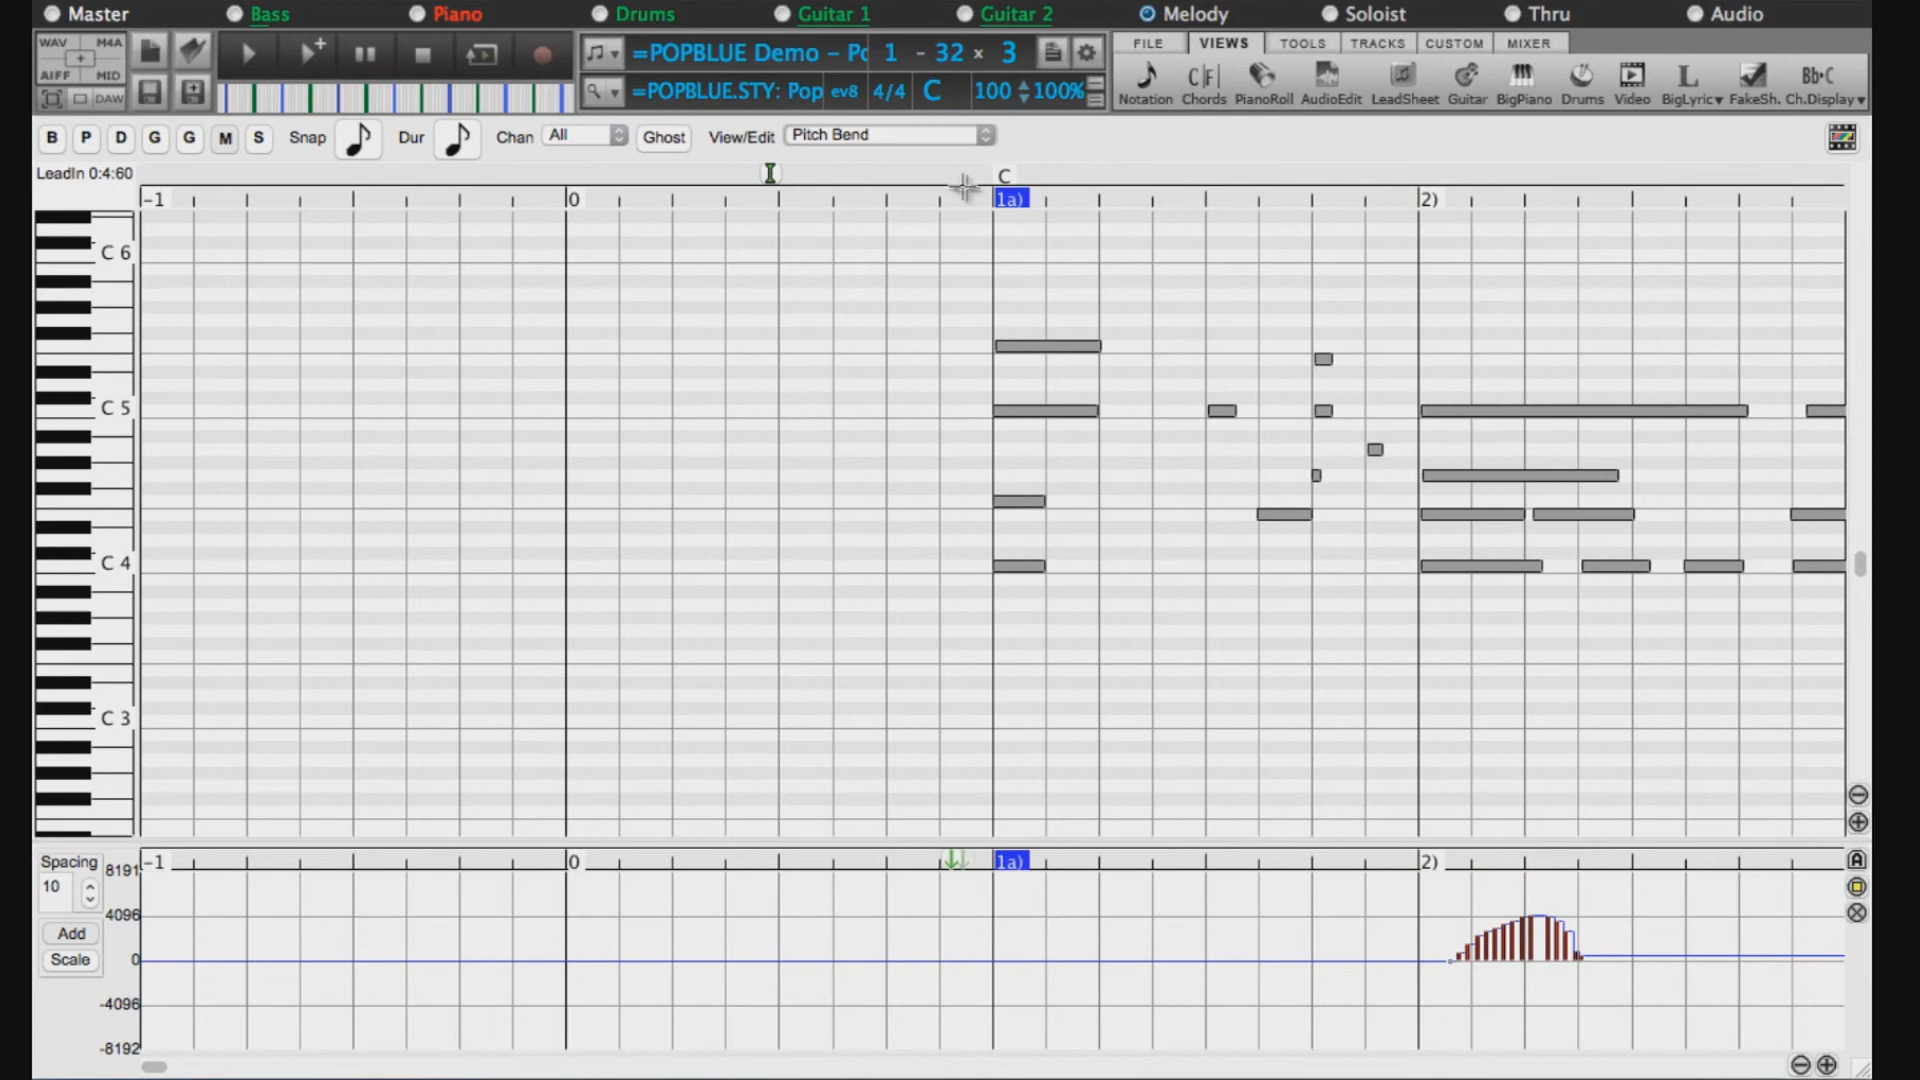 Master Bass Piano Drums Guitar 1 Guitar 2 Melody Soloist Thru Audio
WAV M4A
AIFF MID
DAW
=POPBLUE Demo – Po 1 - 32 x 3
=POPBLUE.STY: Pop ev8 4/4 C 100 100%
FILE VIEWS TOOLS TRACKS CUSTOM MIXER
Notation Chords PianoRoll AudioEdit LeadSheet Guitar BigPiano Drums Video BigLyric FakeSh. Ch.Display
B P D G G M S Snap Dur Chan All Ghost View/Edit Pitch Bend
LeadIn 0:4:60
C
-1 0 1a) 2)
C 6
C 5
C 4
C 3
Spacing
10
Add
Scale
-1 0 1a) 2)
8191
4096
0
-4096
-8192